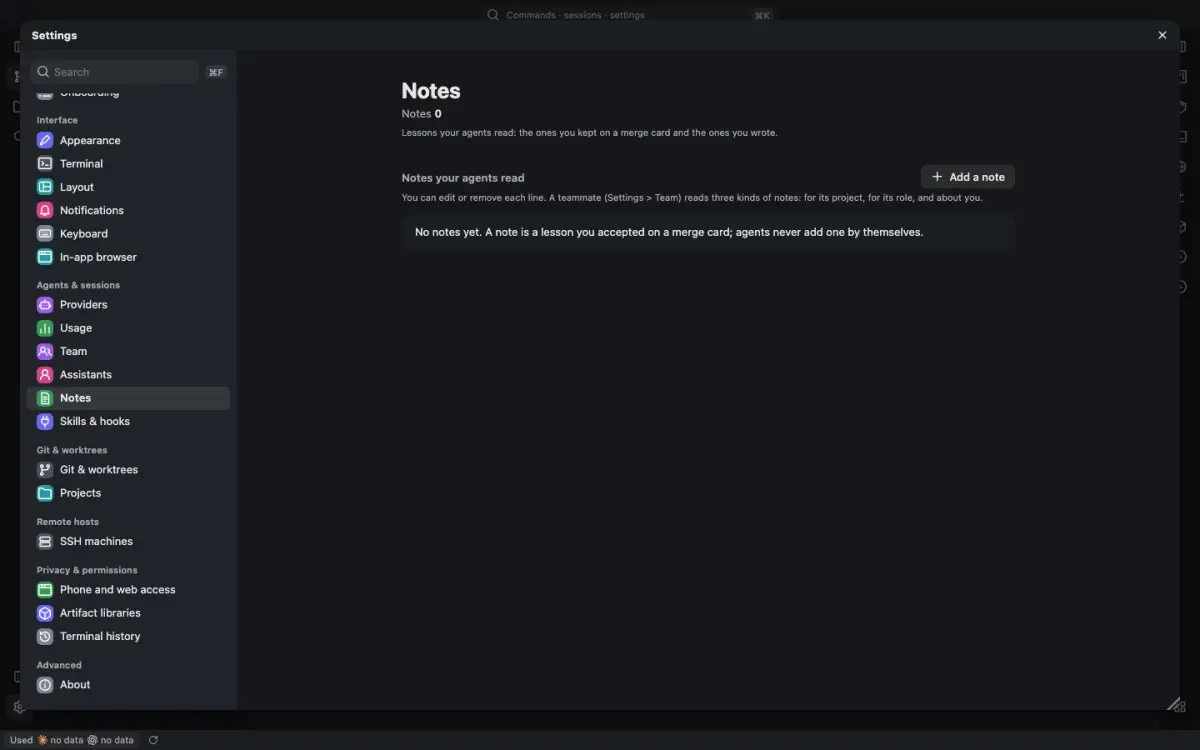 Commands · sessions · settings
⌘K
Settings
Search
⌘F
Onboarding
Interface
Appearance
Terminal
Layout
Notifications
Keyboard
In-app browser
Agents & sessions
Providers
Usage
Team
Assistants
Notes
Skills & hooks
Git & worktrees
Git & worktrees
Projects
Remote hosts
SSH machines
Privacy & permissions
Phone and web access
Artifact libraries
Terminal history
Advanced
About
Notes
Notes 0
Lessons your agents read: the ones you kept on a merge card and the ones you wrote.
Notes your agents read
Add a note
You can edit or remove each line. A teammate (Settings > Team) reads three kinds of notes: for its project, for its role, and about you.
No notes yet. A note is a lesson you accepted on a merge card; agents never add one by themselves.
Used no data no data